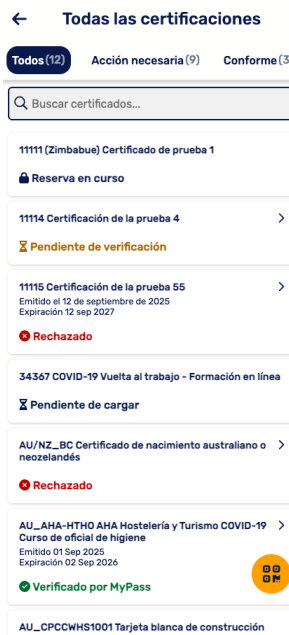 Todas las certificaciones
Todos (12) Acción necesaria (9) Conforme (3
Buscar certificados...
11111 (Zimbabue) Certificado de prueba 1
Reserva en curso
11114 Certificación de la prueba 4
Pendiente de verificación
11115 Certificación de la prueba 55
Emitido el 12 de septiembre de 2025
Expiración 12 sep 2027
Rechazado
34367 COVID-19 Vuelta al trabajo - Formación en línea
Pendiente de cargar
AU/NZ_BC Certificado de nacimiento australiano o
neozelandés
Rechazado
AU_AHA-HTHO AHA Hostelería y Turismo COVID-19
Curso de oficial de higiene
Emitido 01 Sep 2025
Expiración 02 Sep 2026
Verificado por MyPass
AU_CPCCWHS1001 Tarjeta blanca de construcción